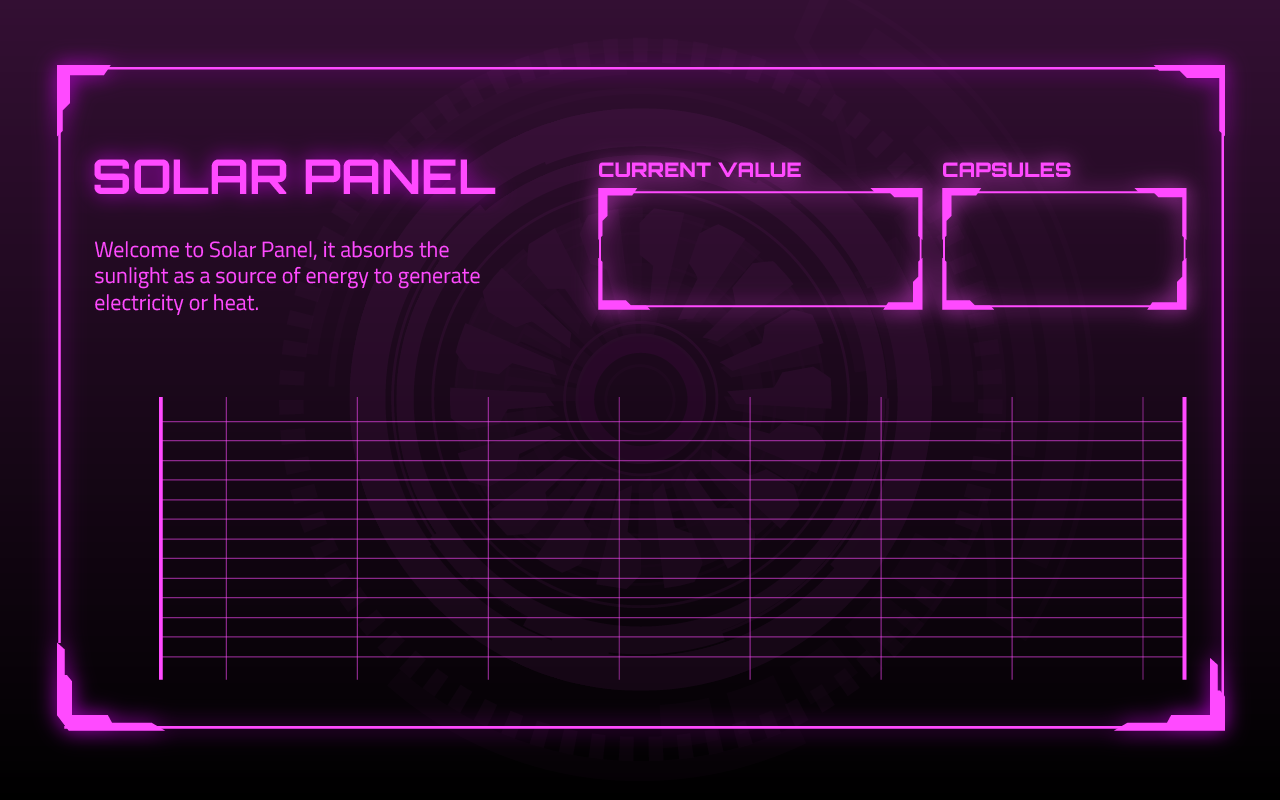 SOLAR PANEL
Welcome to Solar Panel, it absorbs the
sunlight as a source of energy to generate
electricity or heat.
CURRENT VALUE
CAPSULES